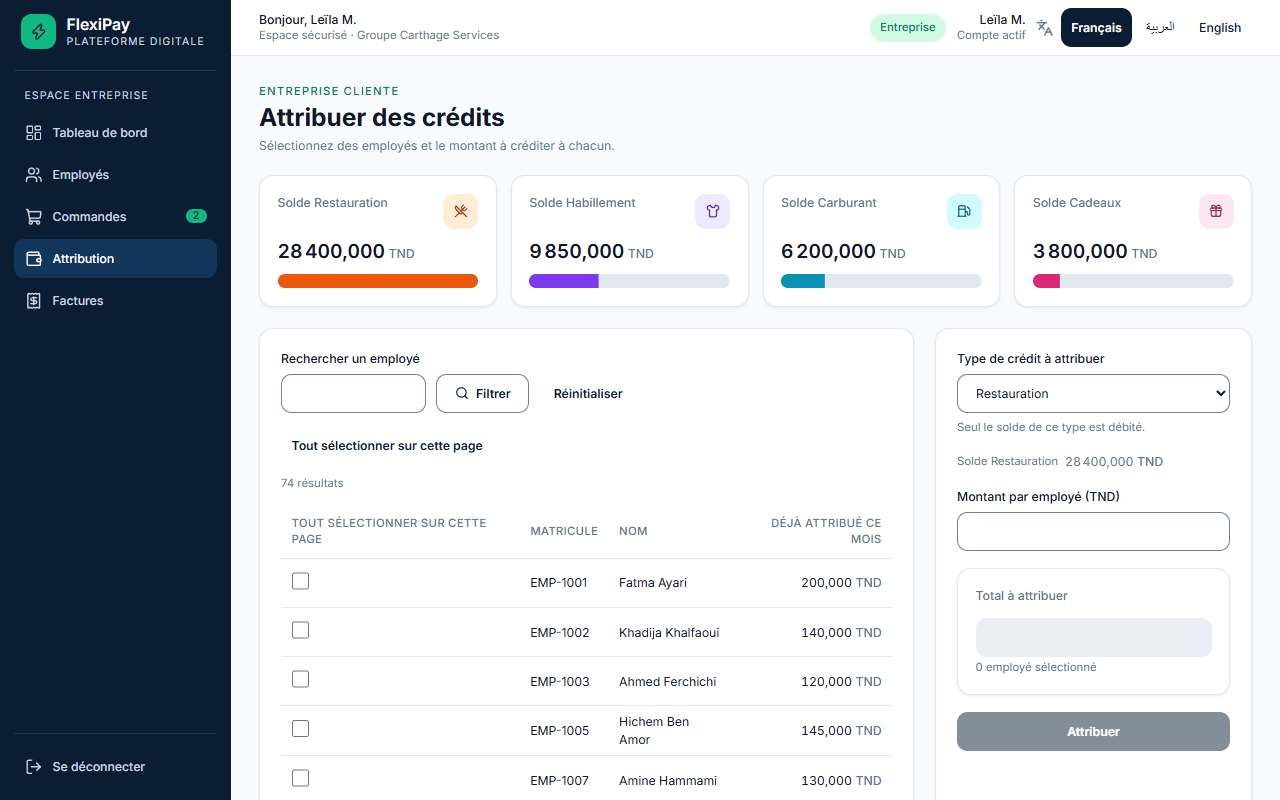 FlexiPay
PLATEFORME DIGITALE
ESPACE ENTREPRISE
Tableau de bord
Employés
Commandes 2
Attribution
Factures
Se déconnecter
Bonjour, Leïla M.
Espace sécurisé · Groupe Carthage Services
Entreprise
Leïla M.
Compte actif
Français
العربية
English
ENTREPRISE CLIENTE
Attribuer des crédits
Sélectionnez des employés et le montant à créditer à chacun.
Solde Restauration
28 400,000 TND
Solde Habillement
9 850,000 TND
Solde Carburant
6 200,000 TND
Solde Cadeaux
3 800,000 TND
Rechercher un employé
Filtrer
Réinitialiser
Tout sélectionner sur cette page
74 résultats
TOUT SÉLECTIONNER SUR CETTE PAGE MATRICULE NOM DÉJÀ ATTRIBUÉ CE MOIS
EMP-1001 Fatma Ayari 200,000 TND
EMP-1002 Khadija Khalfaoui 140,000 TND
EMP-1003 Ahmed Ferchichi 120,000 TND
EMP-1005 Hichem Ben Amor 145,000 TND
EMP-1007 Amine Hammami 130,000 TND
Type de crédit à attribuer
Restauration
Seul le solde de ce type est débité.
Solde Restauration 28 400,000 TND
Montant par employé (TND)
Total à attribuer
0 employé sélectionné
Attribuer